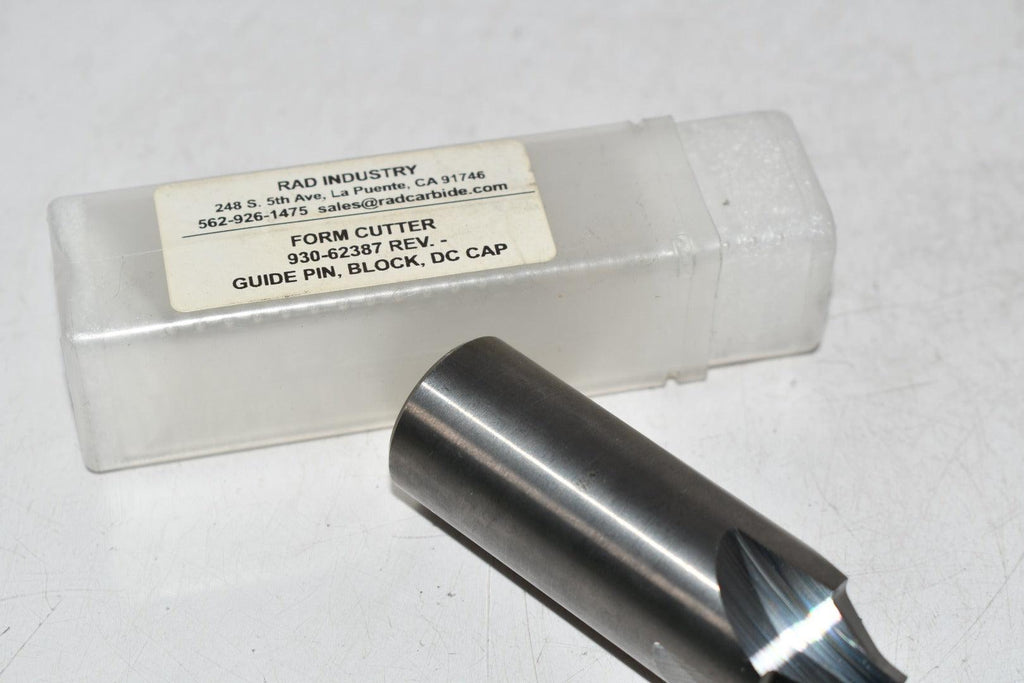 RAD INDUSTRY
248 S. 5th Ave, La Puente, CA 91746
562-926-1475 sales@radcarbide.com
FORM CUTTER
930-62387 REV. -
GUIDE PIN, BLOCK, DC CAP